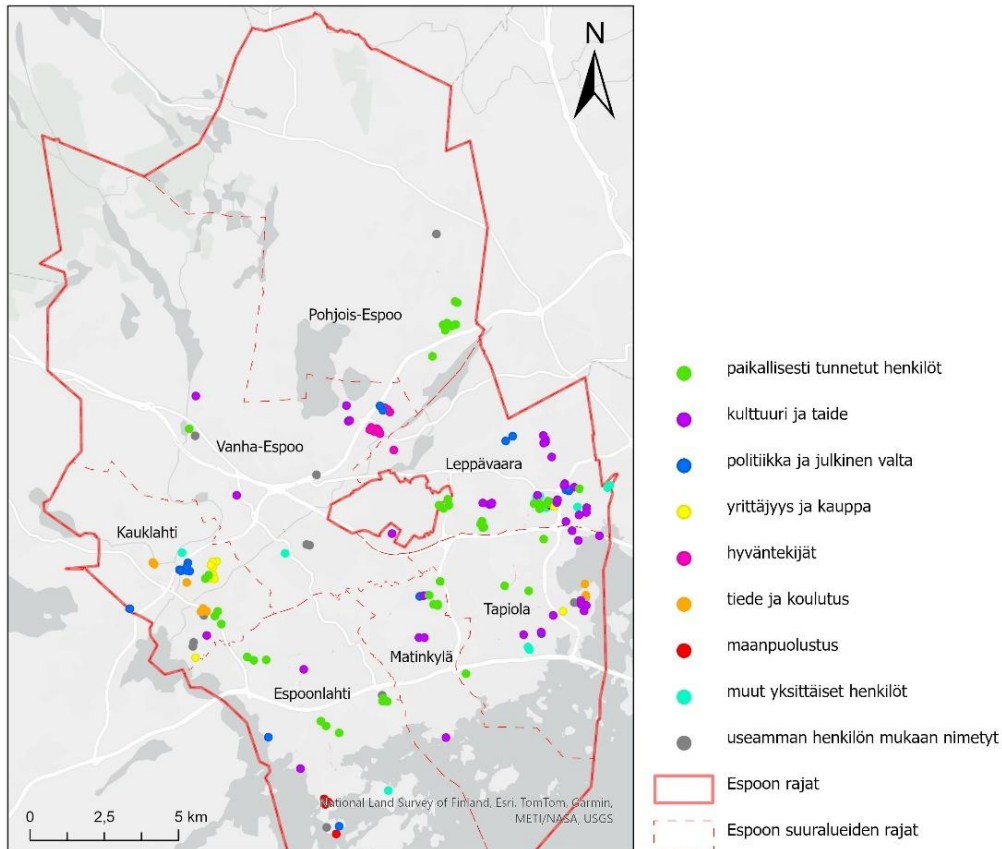 N
Pohjois-Espoo
Vanha-Espoo
Leppävaara
Kauklahti
Tapiola
Matinkylä
Espoonlahti
National Land Survey of Finland, Esri, TomTom, Garmin,
METI/NASA, USGS
0 2,5 5 km
paikallisesti tunnetut henkilöt
kulttuuri ja taide
politiikka ja julkinen valta
yrittäjyys ja kauppa
hyväntekijät
tiede ja koulutus
maanpuolustus
muut yksittäiset henkilöt
useamman henkilön mukaan nimetyt
Espoon rajat
Espoon suuralueiden rajat